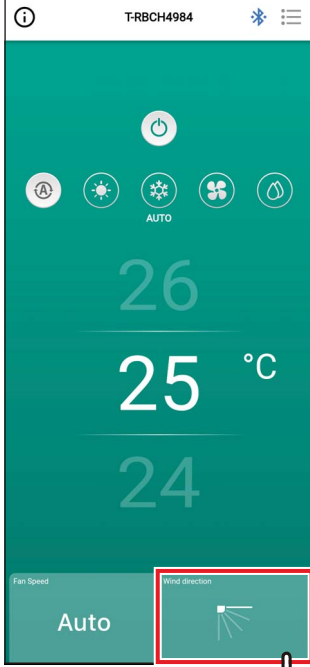 T-RBCH4984
A
AUTO
26
25 °C
24
Fan Speed
Wind direction
Auto